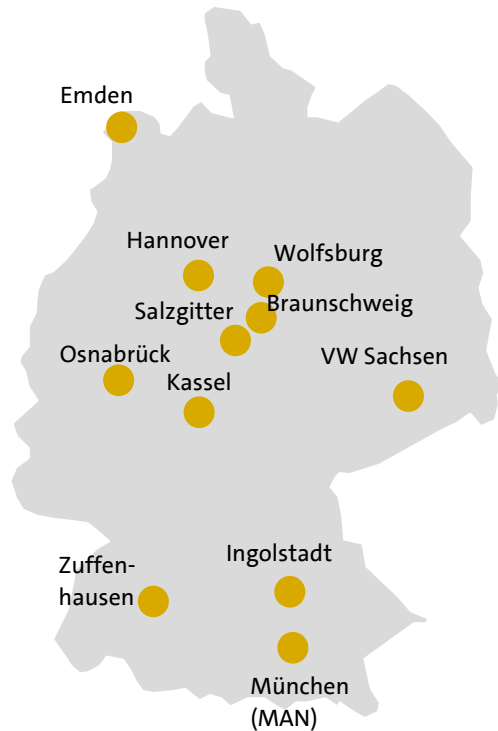 Emden
Hannover
Wolfsburg
Salzgitter
Braunschweig
Osnabrück
Kassel
VW Sachsen
Zuffen-
hausen
Ingolstadt
München
(MAN)